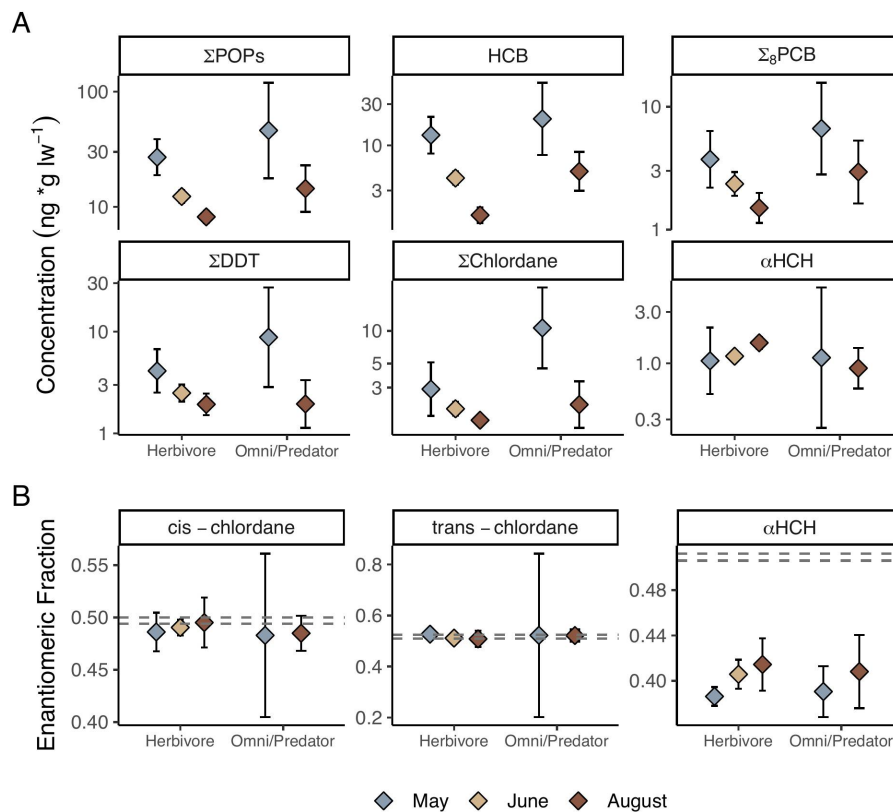 A
ΣPOPs
HCB
Σ₈PCB
Concentration (ng *g lw⁻¹)
100
30
10
30
10
3
10
3
1
ΣDDT
ΣChlordane
αHCH
30
10
3
1
10
5
3
3.0
1.0
0.3
Herbivore Omni/Predator
Herbivore Omni/Predator
Herbivore Omni/Predator
B
cis – chlordane
trans – chlordane
αHCH
Enantiomeric Fraction
0.55
0.50
0.45
0.40
0.8
0.6
0.4
0.2
0.48
0.44
0.40
Herbivore Omni/Predator
Herbivore Omni/Predator
Herbivore Omni/Predator
May June August